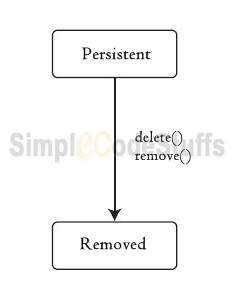 Persistent
SimpleCodeStuffs
delete()
remove()
Removed